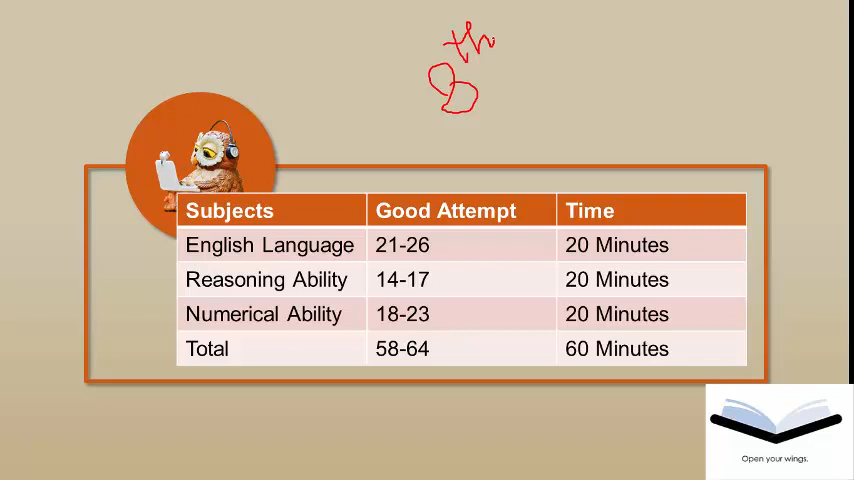 8th
Subjects Good Attempt Time
English Language 21-26 20 Minutes
Reasoning Ability 14-17 20 Minutes
Numerical Ability 18-23 20 Minutes
Total 58-64 60 Minutes
Open your wings.